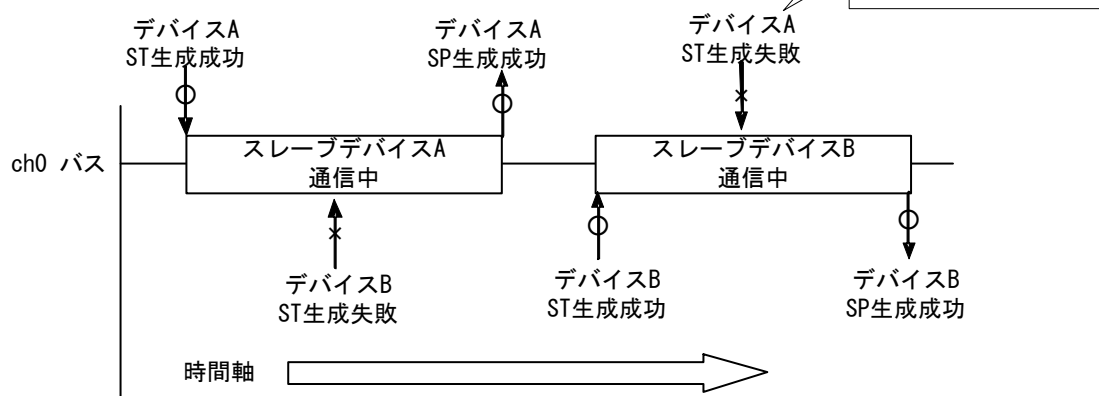 デバイスA
ST生成成功
デバイスA
SP生成成功
デバイスA
ST生成失敗
ch0 バス
スレーブデバイスA
通信中
スレーブデバイスB
通信中
デバイスB
ST生成失敗
デバイスB
ST生成成功
デバイスB
SP生成成功
時間軸